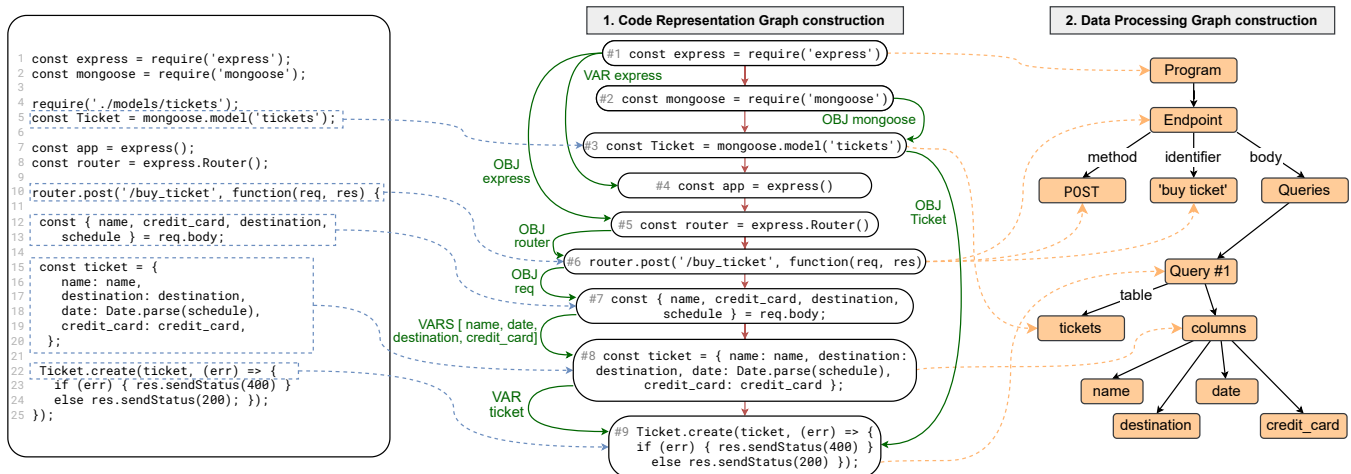 1 const express = require('express');
2 const mongoose = require('mongoose');
3
4 require('./models/tickets');
5 const Ticket = mongoose.model('tickets');
6
7 const app = express();
8 const router = express.Router();
9
10 router.post('/buy_ticket', function(req, res) {
11
12 const { name, credit_card, destination,
13 schedule } = req.body;
14
15 const ticket = {
16 name: name,
17 destination: destination,
18 date: Date.parse(schedule),
19 credit_card: credit_card,
20 };
21
22 Ticket.create(ticket, (err) => {
23 if (err) { res.sendStatus(400) }
24 else res.sendStatus(200); });
25 });
1. Code Representation Graph construction
#1 const express = require('express')
VAR express
#2 const mongoose = require('mongoose')
OBJ mongoose
#3 const Ticket = mongoose.model('tickets')
OBJ
express
#4 const app = express()
OBJ
Ticket
#5 const router = express.Router()
OBJ
router
#6 router.post('/buy_ticket', function(req, res)
OBJ
req
#7 const { name, credit_card, destination,
schedule } = req.body;
VARS [ name, date,
destination, credit_card]
#8 const ticket = { name: name, destination:
destination, date: Date.parse(schedule),
credit_card: credit_card };
VAR
ticket
#9 Ticket.create(ticket, (err) => {
if (err) { res.sendStatus(400) }
else res.sendStatus(200) });
2. Data Processing Graph construction
Program
Endpoint
method
identifier
body
POST
'buy ticket'
Queries
Query #1
table
tickets
columns
name
date
destination
credit_card